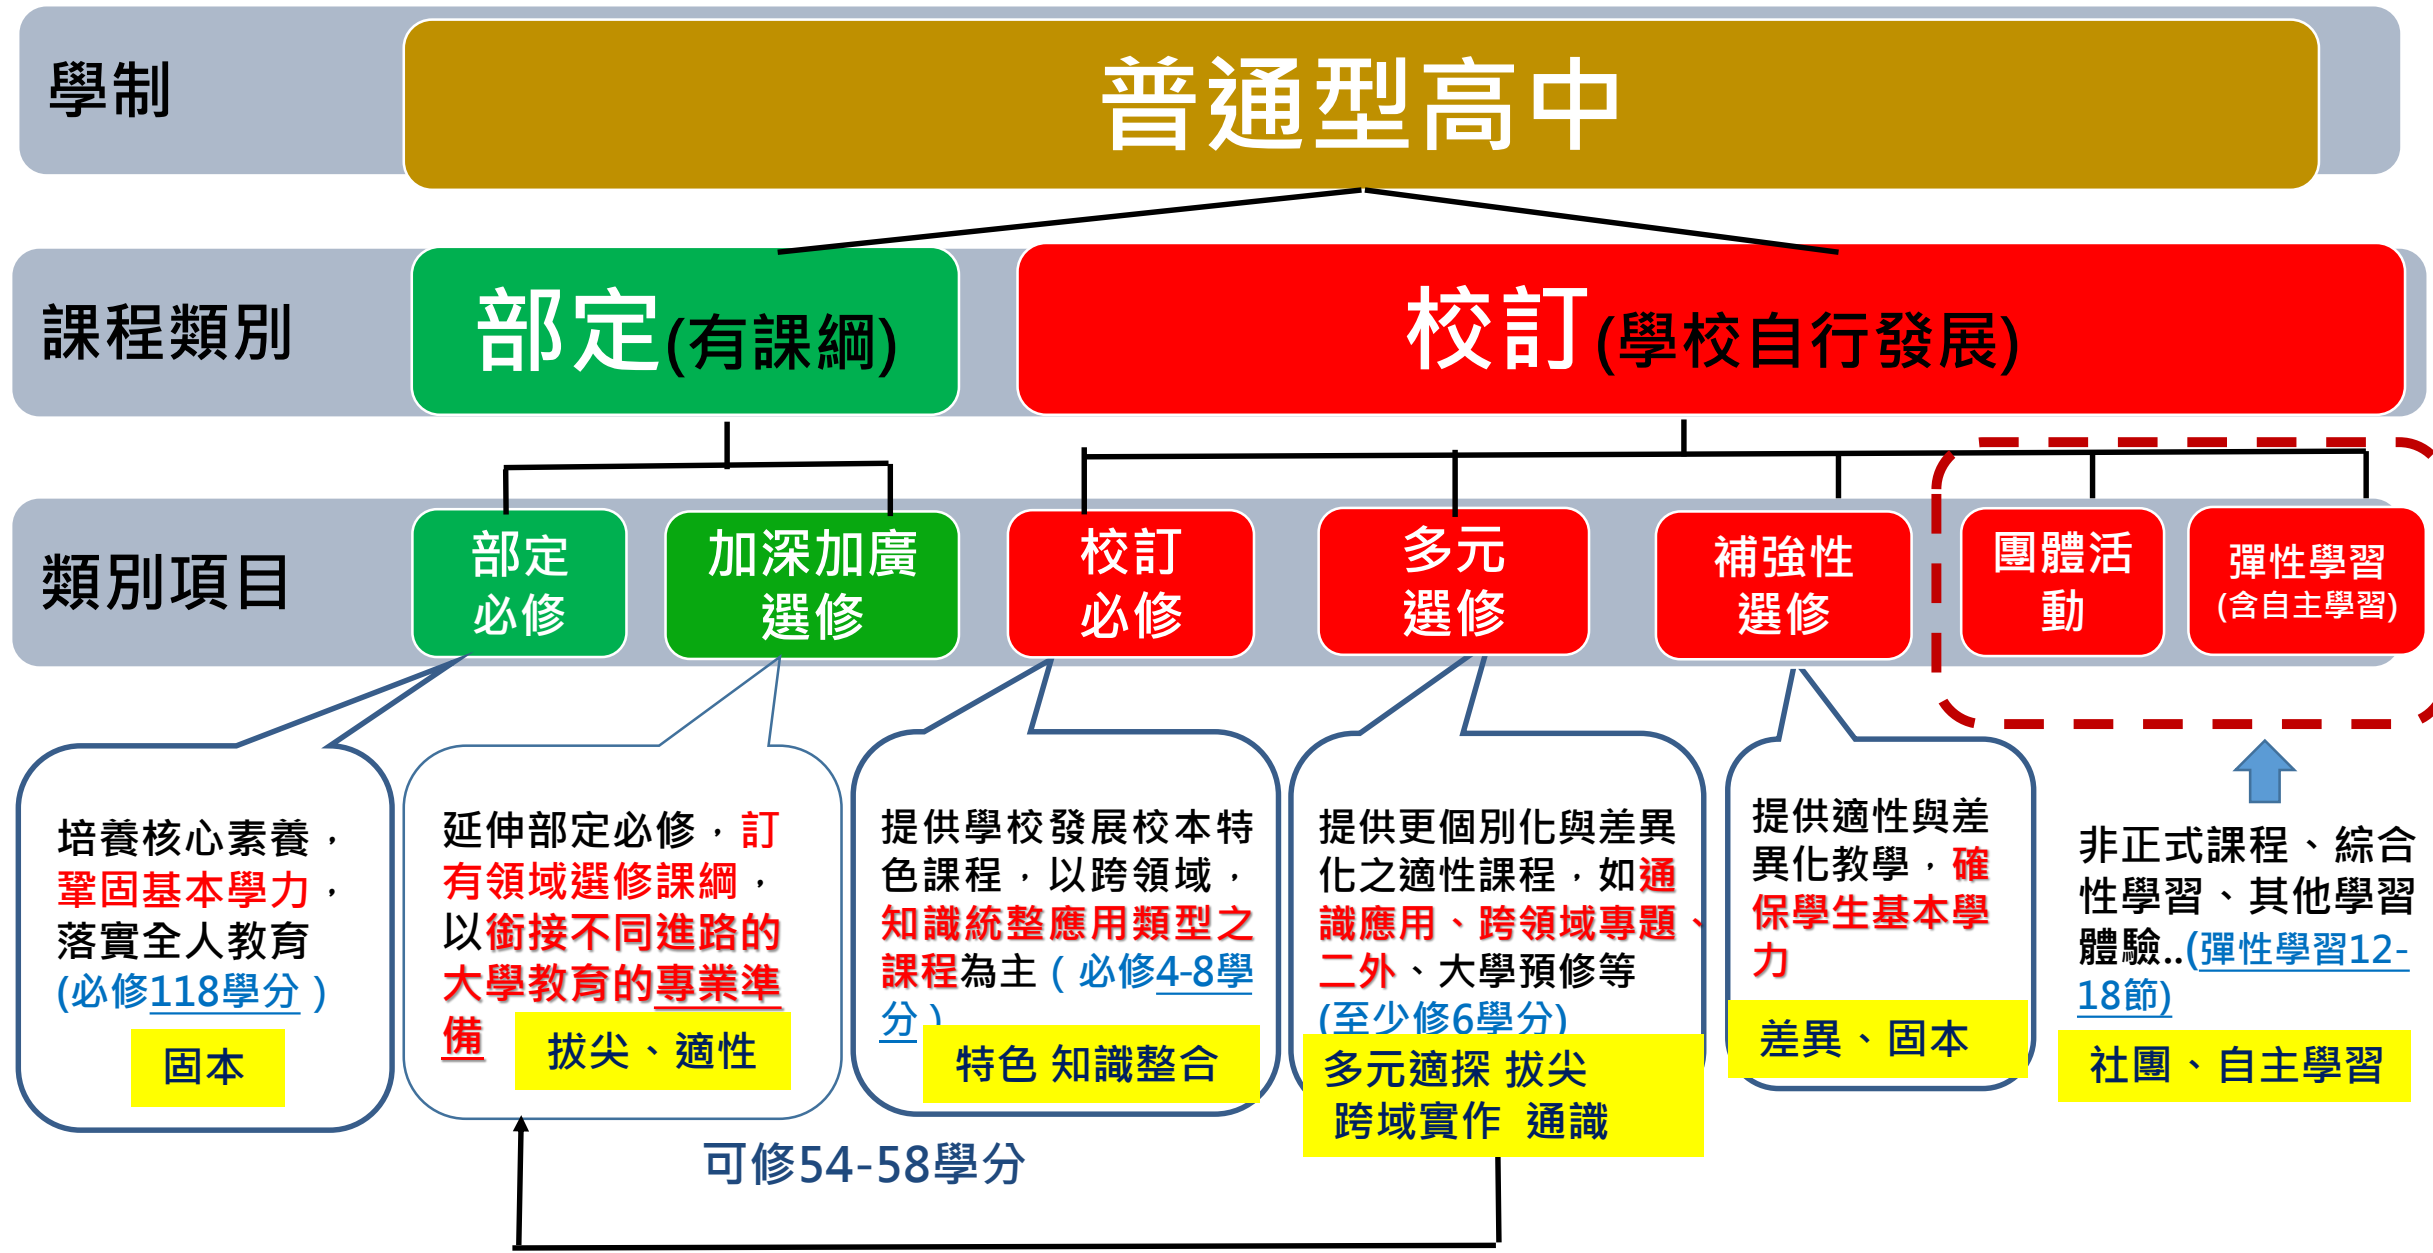 學制
普通型高中
課程類別
部定(有課綱)
校訂(學校自行發展)
類別項目
部定
必修
加深加廣
選修
校訂
必修
多元
選修
補強性
選修
團體活
動
彈性學習
(含自主學習)
培養核心素養，
鞏固基本學力，
落實全人教育
(必修118學分)
固本
延伸部定必修，訂
有領域選修課綱，
以銜接不同進路的
大學教育的專業準
備
拔尖、適性
提供學校發展校本特
色課程，以跨領域，
知識統整應用類型之
課程為主(必修4-8學
分)
特色 知識整合
提供更個別化與差異
化之適性課程，如通
識應用、跨領域專題、
二外、大學預修等
(至少修6學分)
多元適探 拔尖
跨域實作 通識
提供適性與差
異化教學，確
保學生基本學
力
差異、固本
非正式課程、綜合
性學習、其他學習
體驗..(彈性學習12-
18節)
社團、自主學習
可修54-58學分